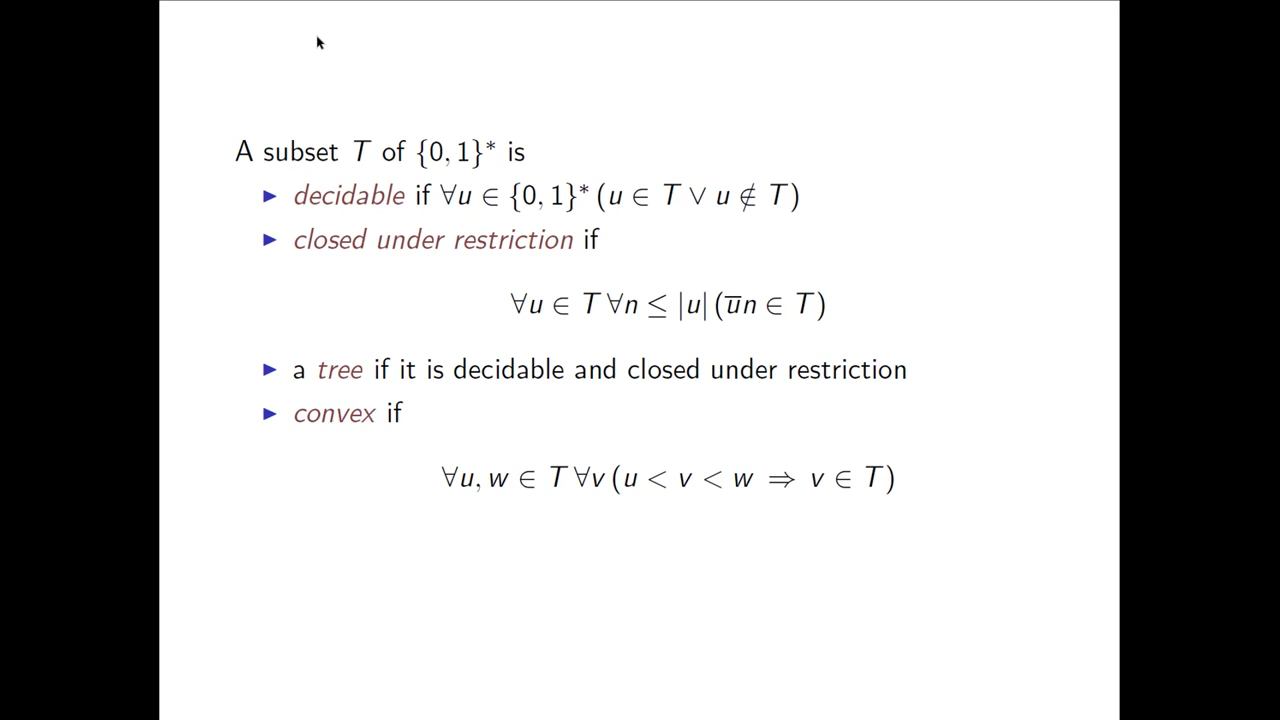 A subset T of {0, 1}* is
▶ decidable if ∀u ∈ {0, 1}* (u ∈ T ∨ u ∉ T)
▶ closed under restriction if
∀u ∈ T ∀n ≤ |u| (u̅n ∈ T)
▶ a tree if it is decidable and closed under restriction
▶ convex if
∀u, w ∈ T ∀v (u < v < w ⇒ v ∈ T)